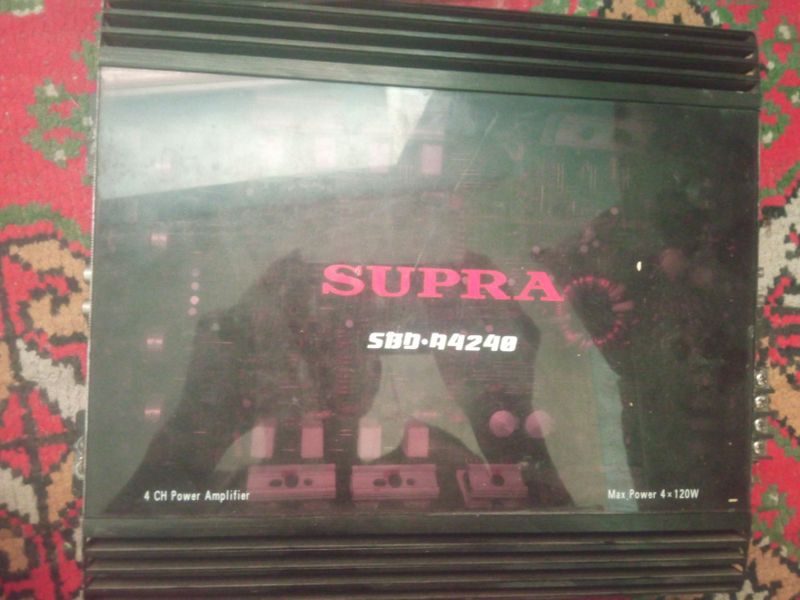 SUPRA
SBD-A4240
4 CH Power Amplifier
Max, Power 4×120W